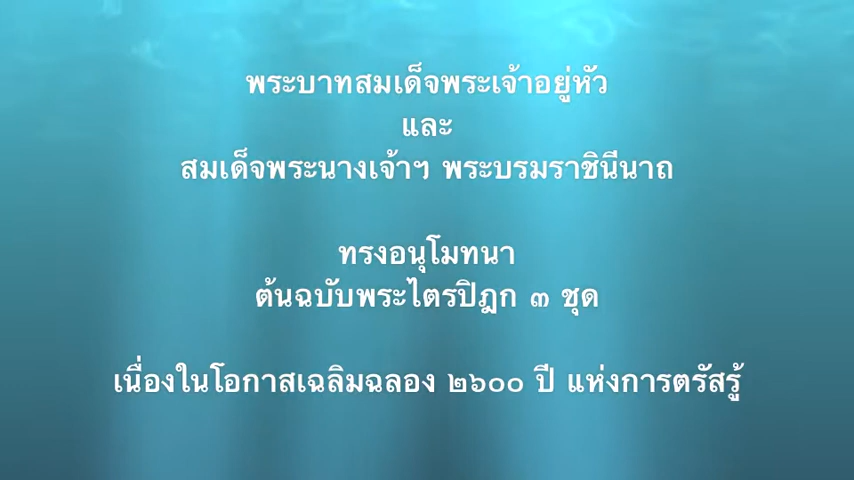 พระบาทสมเด็จพระเจ้าอยู่หัว
และ
สมเด็จพระนางเจ้าฯ พระบรมราชินีนาถ
ทรงอนุโมทนา
ต้นฉบับพระไตรปิฎก ๓ ชุด
เนื่องในโอกาสเฉลิมฉลอง ๒๖๐๐ ปี แห่งการตรัสรู้